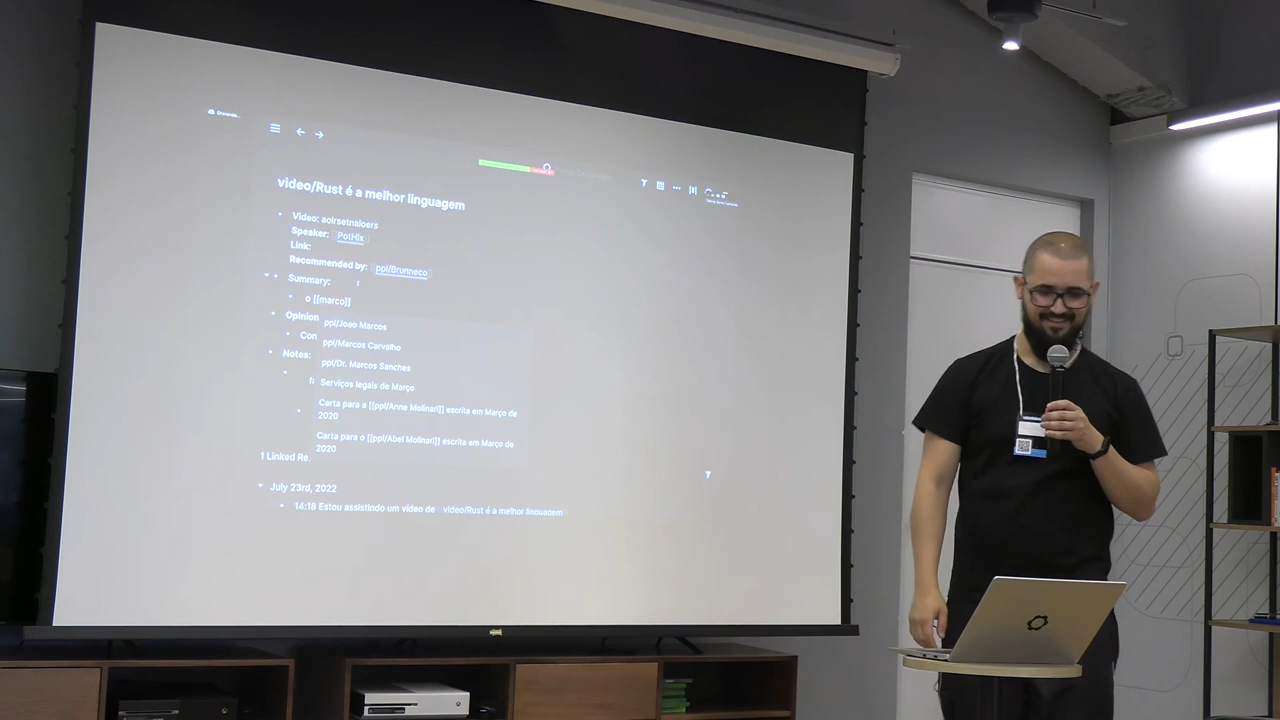 Gravando...
video/Rust é a melhor linguagem
Video: aoirsetnaioers
Speaker: [[PotHix]]
Link:
Recommended by: [[ppl/Brunneco]]
Summary:
o [[marco]]
Opinion
ppl/Joao Marcos
Con
ppl/Marcos Carvalho
Notes:
ppl/Dr. Marcos Sanches
Serviços legais de Março
Carta para a [[ppl/Anne Molinari]] escrita em Março de
2020
Carta para o [[ppl/Abel Molinari]] escrita em Março de
2020
1 Linked Re
July 23rd, 2022
14:18 Estou assistindo um vídeo de video/Rust é a melhor linguagem